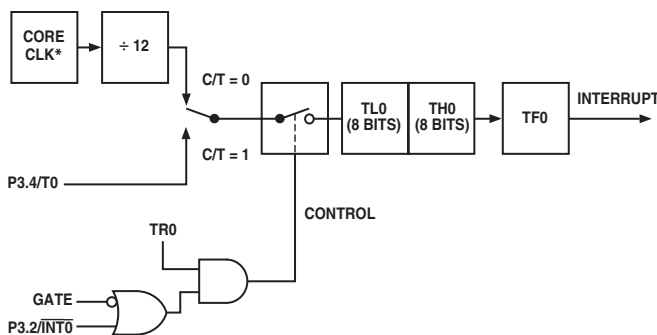 CORE
CLK*
÷ 12
C/T = 0
TL0
(8 BITS)
TH0
(8 BITS)
TF0
INTERRUPT
C/T = 1
P3.4/T0
CONTROL
TR0
GATE
P3.2/INT0